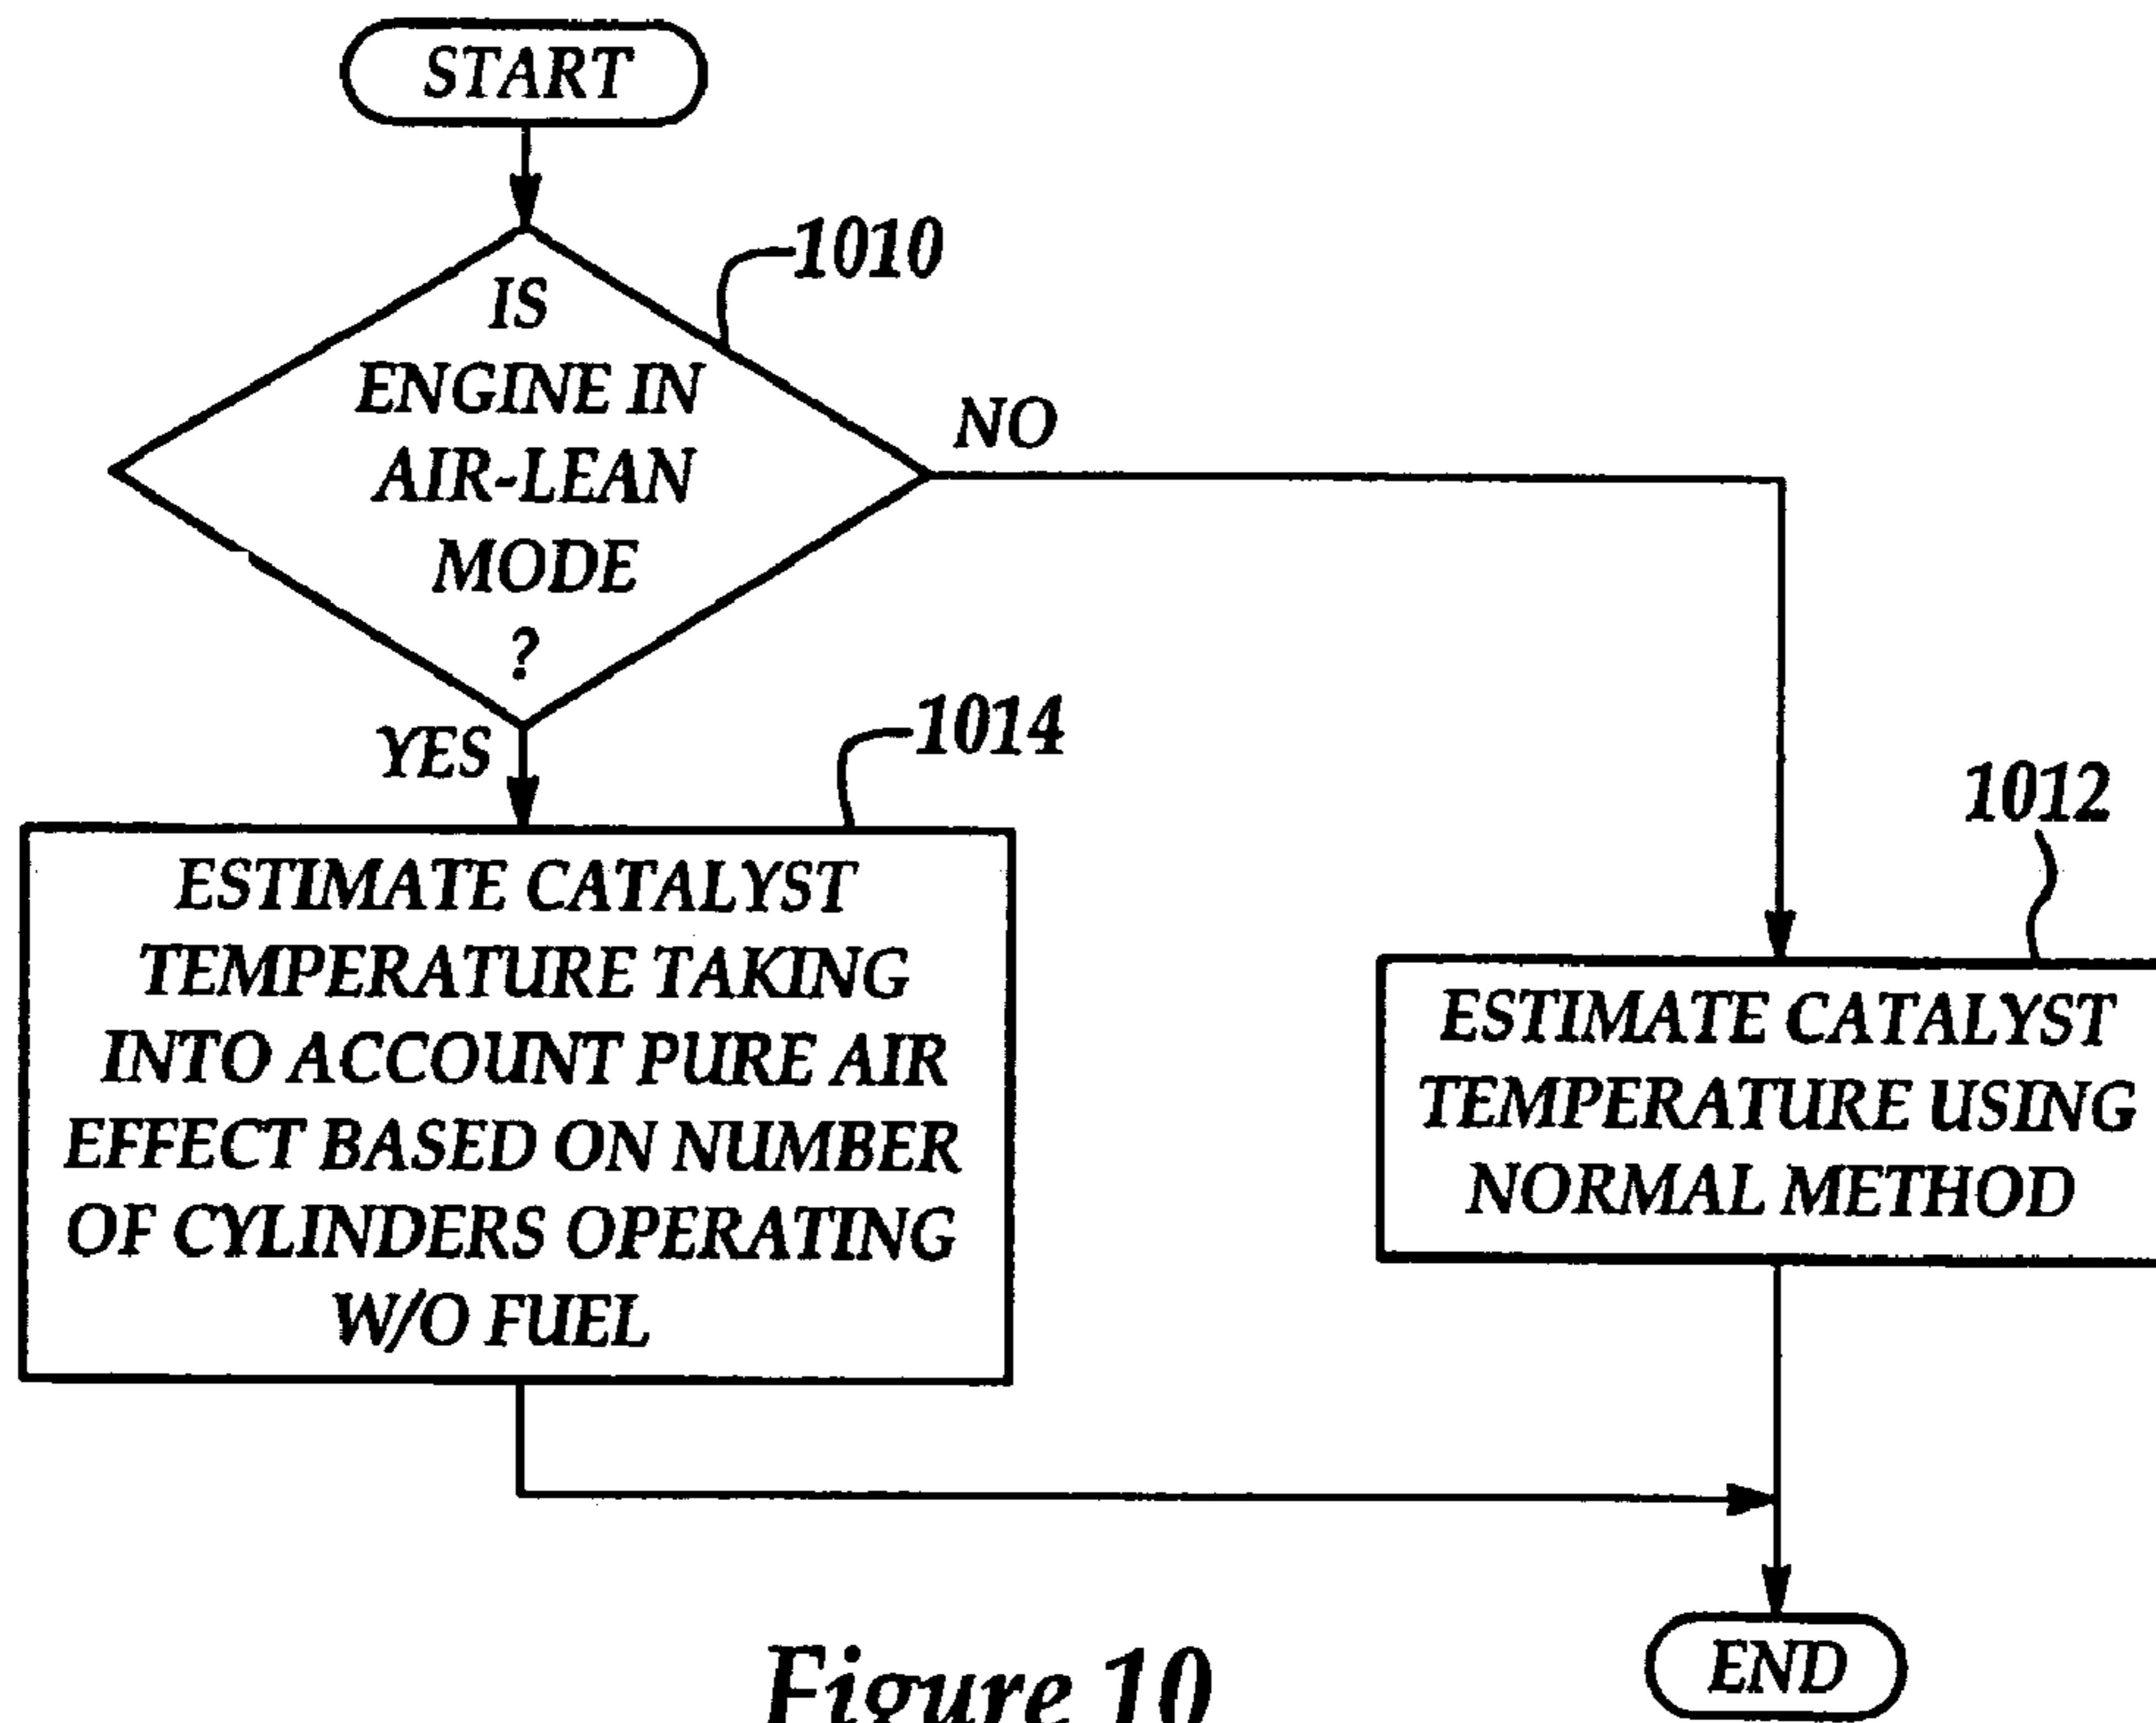 START
1010
IS
ENGINE IN
AIR-LEAN
MODE
?
NO
YES
1014
ESTIMATE CATALYST
TEMPERATURE TAKING
INTO ACCOUNT PURE AIR
EFFECT BASED ON NUMBER
OF CYLINDERS OPERATING
W/O FUEL
1012
ESTIMATE CATALYST
TEMPERATURE USING
NORMAL METHOD
END
Figure 10